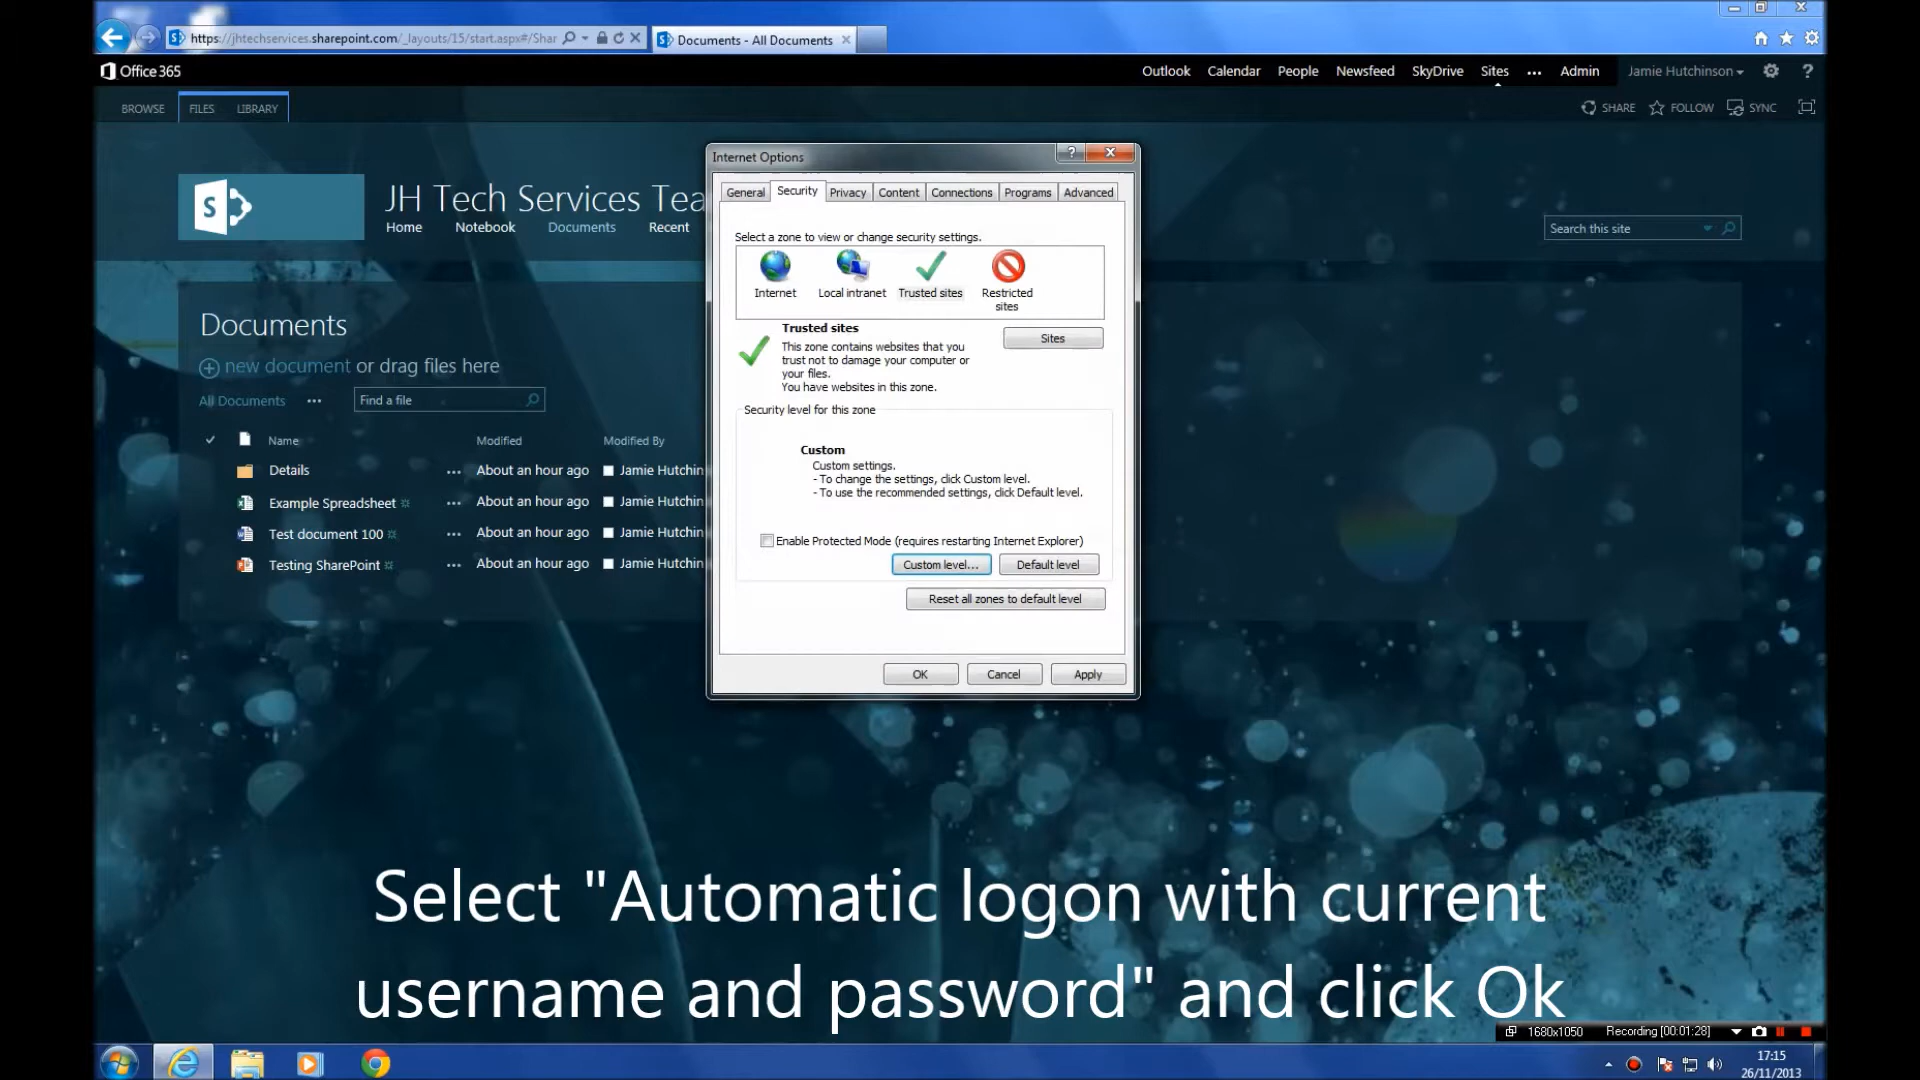 https://jhtechservices.sharepoint.com/_layouts/15/start.aspx#/Shar
Documents - All Documents
Office 365
Outlook Calendar People Newsfeed SkyDrive Sites ... Admin Jamie Hutchinson ?
BROWSE FILES LIBRARY
SHARE FOLLOW SYNC
JH Tech Services Tea
Home Notebook Documents Recent
Search this site
Documents
new document or drag files here
All Documents ... Find a file
Name Modified Modified By
Details ... About an hour ago Jamie Hutchin
Example Spreadsheet ... About an hour ago Jamie Hutchin
Test document 100 ... About an hour ago Jamie Hutchin
Testing SharePoint ... About an hour ago Jamie Hutchin
Internet Options
General Security Privacy Content Connections Programs Advanced
Select a zone to view or change security settings.
Internet Local intranet Trusted sites Restricted
sites
Trusted sites
Sites
This zone contains websites that you
trust not to damage your computer or
your files.
You have websites in this zone.
Security level for this zone
Custom
Custom settings.
- To change the settings, click Custom level.
- To use the recommended settings, click Default level.
Enable Protected Mode (requires restarting Internet Explorer)
Custom level... Default level
Reset all zones to default level
OK Cancel Apply
Select "Automatic logon with current
username and password" and click Ok
1680x1050 Recording [00:01:28]
17:15
26/11/2013